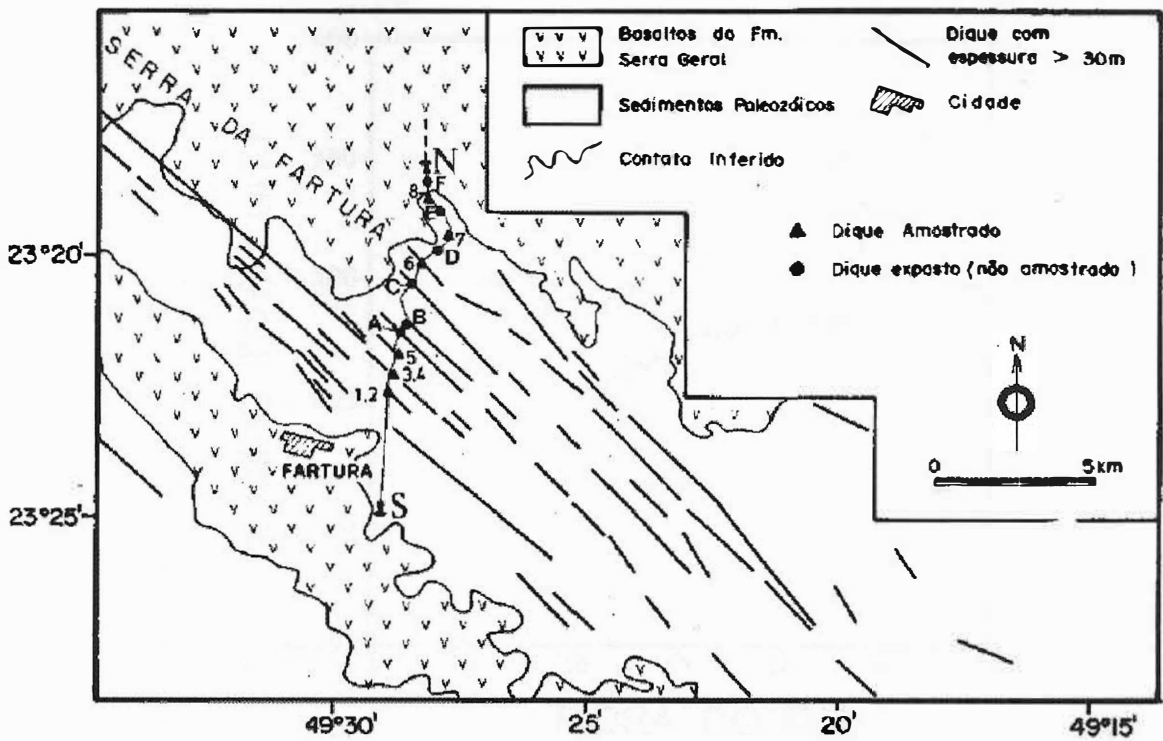 Basaltos da Fm.
Serra Geral
Dique com
espessura > 30m
Sedimentos Paleozóicos
Cidade
Contato Inferido
Dique Amostrado
Dique exposto (não amostrado)
SERRA DA FARTURA
N
F
8
E
7
D
6
C
B
A
5
3.4
1.2
FARTURA
S
N
0 5km
23°20'
23°25'
49°30' 25' 20' 49°15'